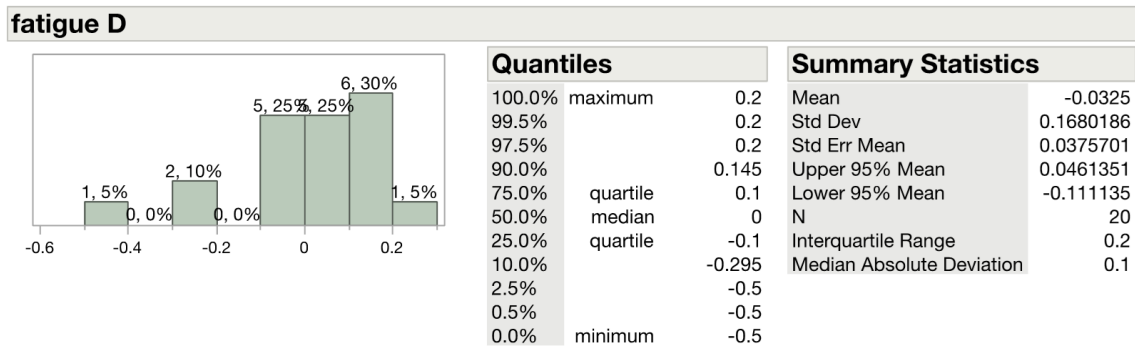 fatigue D
6, 30%
5, 25% 5, 25%
2, 10%
1, 5% 1, 5%
0, 0% 0, 0%
-0.6 -0.4 -0.2 0 0.2
Quantiles
100.0% maximum 0.2
99.5% 0.2
97.5% 0.2
90.0% 0.145
75.0% quartile 0.1
50.0% median 0
25.0% quartile -0.1
10.0% -0.295
2.5% -0.5
0.5% -0.5
0.0% minimum -0.5
Summary Statistics
Mean -0.0325
Std Dev 0.1680186
Std Err Mean 0.0375701
Upper 95% Mean 0.0461351
Lower 95% Mean -0.111135
N 20
Interquartile Range 0.2
Median Absolute Deviation 0.1